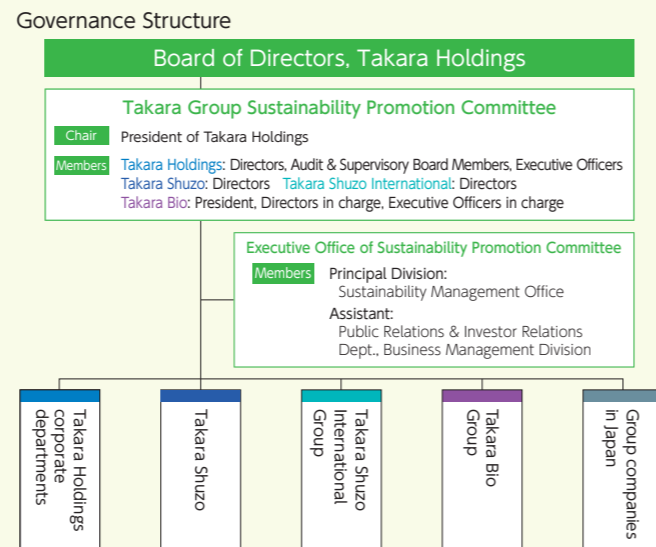 Governance Structure
Board of Directors, Takara Holdings
Takara Group Sustainability Promotion Committee
Chair President of Takara Holdings
Members Takara Holdings: Directors, Audit & Supervisory Board Members, Executive Officers
Takara Shuzo: Directors Takara Shuzo International: Directors
Takara Bio: President, Directors in charge, Executive Officers in charge
Executive Office of Sustainability Promotion Committee
Members Principal Division:
Sustainability Management Office
Assistant:
Public Relations & Investor Relations
Dept., Business Management Division
Takara Holdings
corporate
departments
Takara Shuzo
Takara Shuzo
International
Group
Takara Bio
Group
Group companies
in Japan